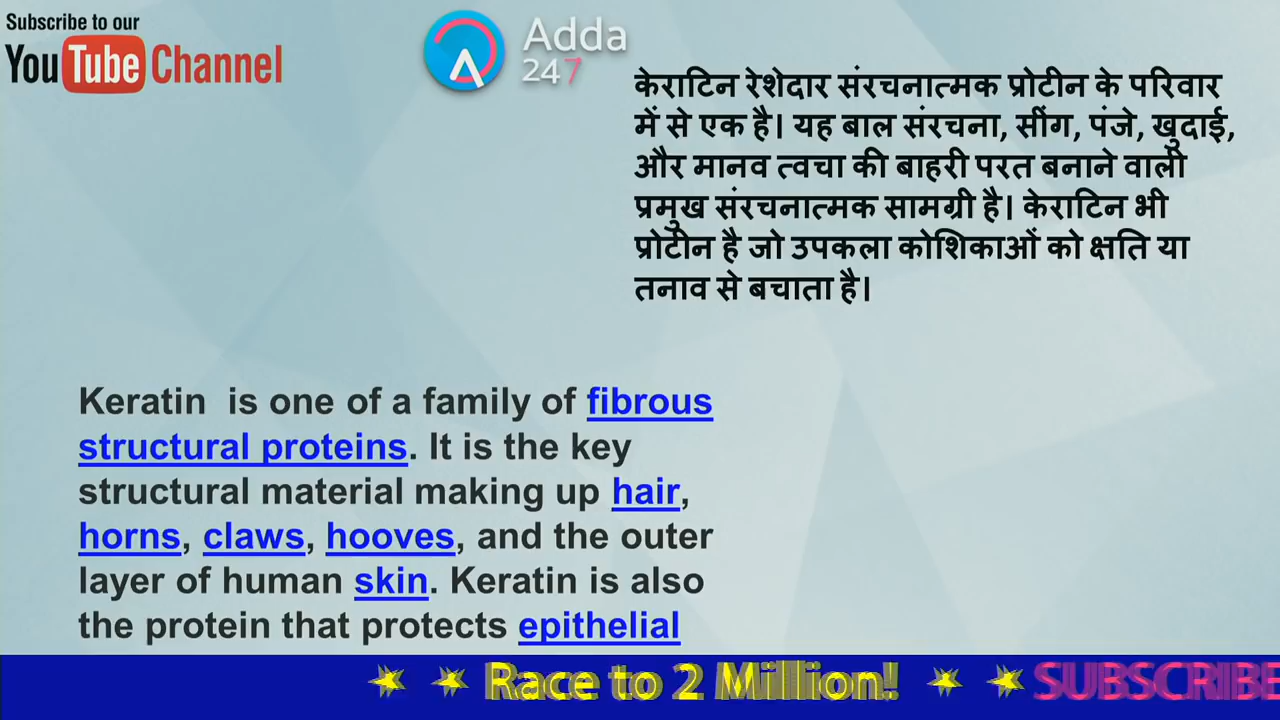 Subscribe to our
YouTube Channel
Adda
247
केराटिन रेशेदार संरचनात्मक प्रोटीन के परिवार
में से एक है। यह बाल संरचना, सींग, पंजे, खुदाई,
और मानव त्वचा की बाहरी परत बनाने वाली
प्रमुख संरचनात्मक सामग्री है। केराटिन भी
प्रोटीन है जो उपकला कोशिकाओं को क्षति या
तनाव से बचाता है।
Keratin is one of a family of fibrous
structural proteins. It is the key
structural material making up hair,
horns, claws, hooves, and the outer
layer of human skin. Keratin is also
the protein that protects epithelial
Race to 2 Million! SUBSCRIBE